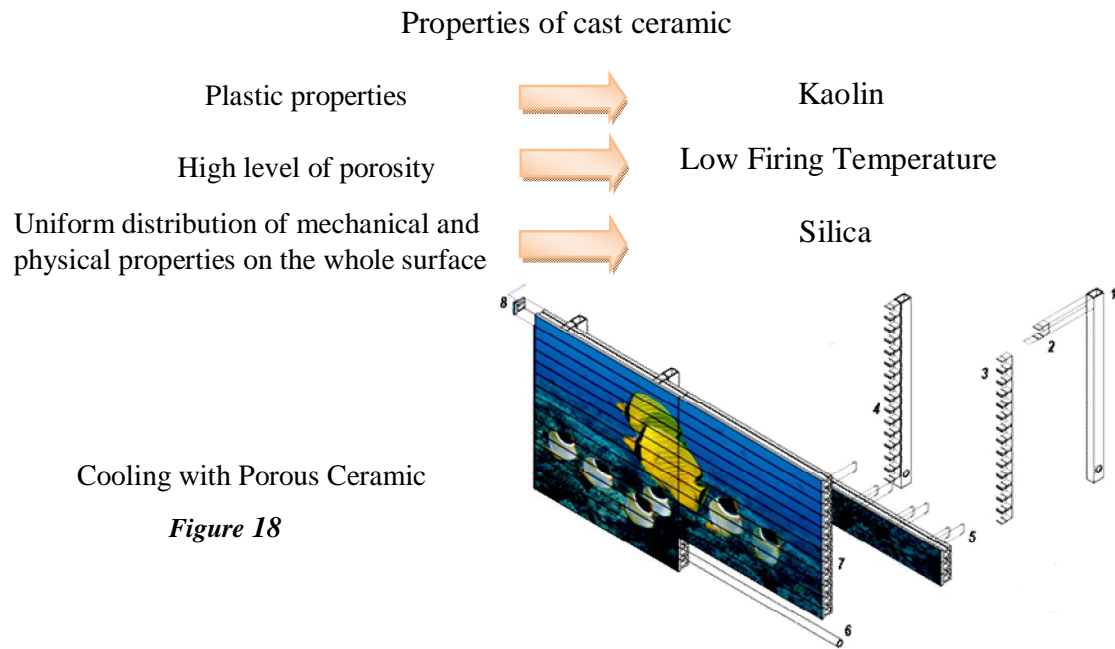 Properties of cast ceramic
Plastic properties
Kaolin
High level of porosity
Low Firing Temperature
Uniform distribution of mechanical and
physical properties on the whole surface
Silica
8
1
2
3
4
Cooling with Porous Ceramic
Figure 18
5
7
6